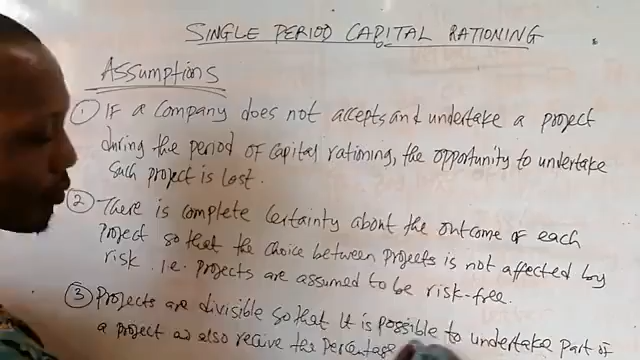 SINGLE PERIOD CAPITAL RATIONING
Assumptions
① IF a Company does not accepts and undertake a project
during the period of capital rationing, the opportunity to undertake
such project is lost.
② There is complete certainty about the outcome of each
project so that the choice between projects is not affected by
risk. i.e. projects are assumed to be risk-free.
③ Projects are divisible so that it is possible to undertake part of
a project as also receive the Percentage